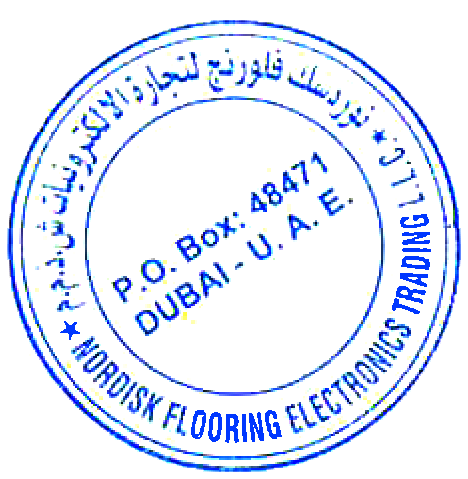 نوردسك فلورنج لتجارة الالكترونيات ش.ذ.م.م
P.O. Box: 48471
DUBAI - U. A. E.
★ NORDISK FLOORING ELECTRONICS TRADING L.L.C. ★